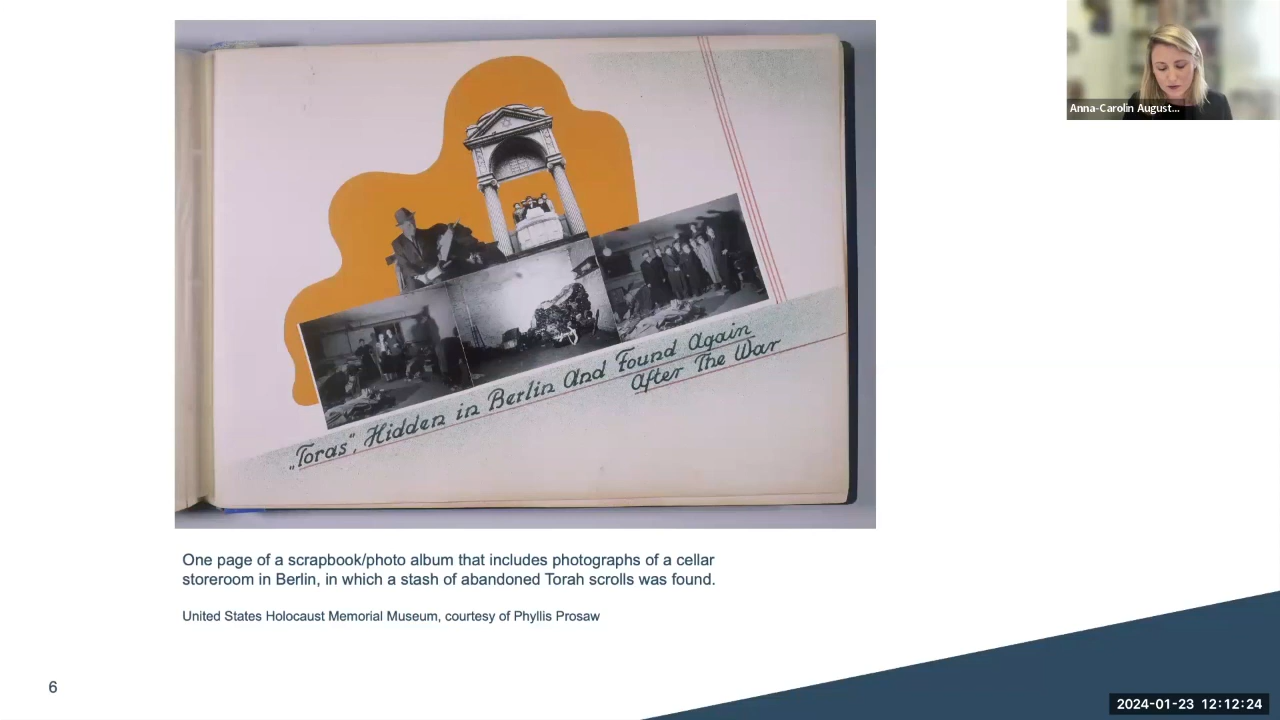 Anna-Carolin August...
„Toras“, Hidden in Berlin And Found Again
After The War
One page of a scrapbook/photo album that includes photographs of a cellar
storeroom in Berlin, in which a stash of abandoned Torah scrolls was found.
United States Holocaust Memorial Museum, courtesy of Phyllis Prosaw
6
2024-01-23 12:12:24